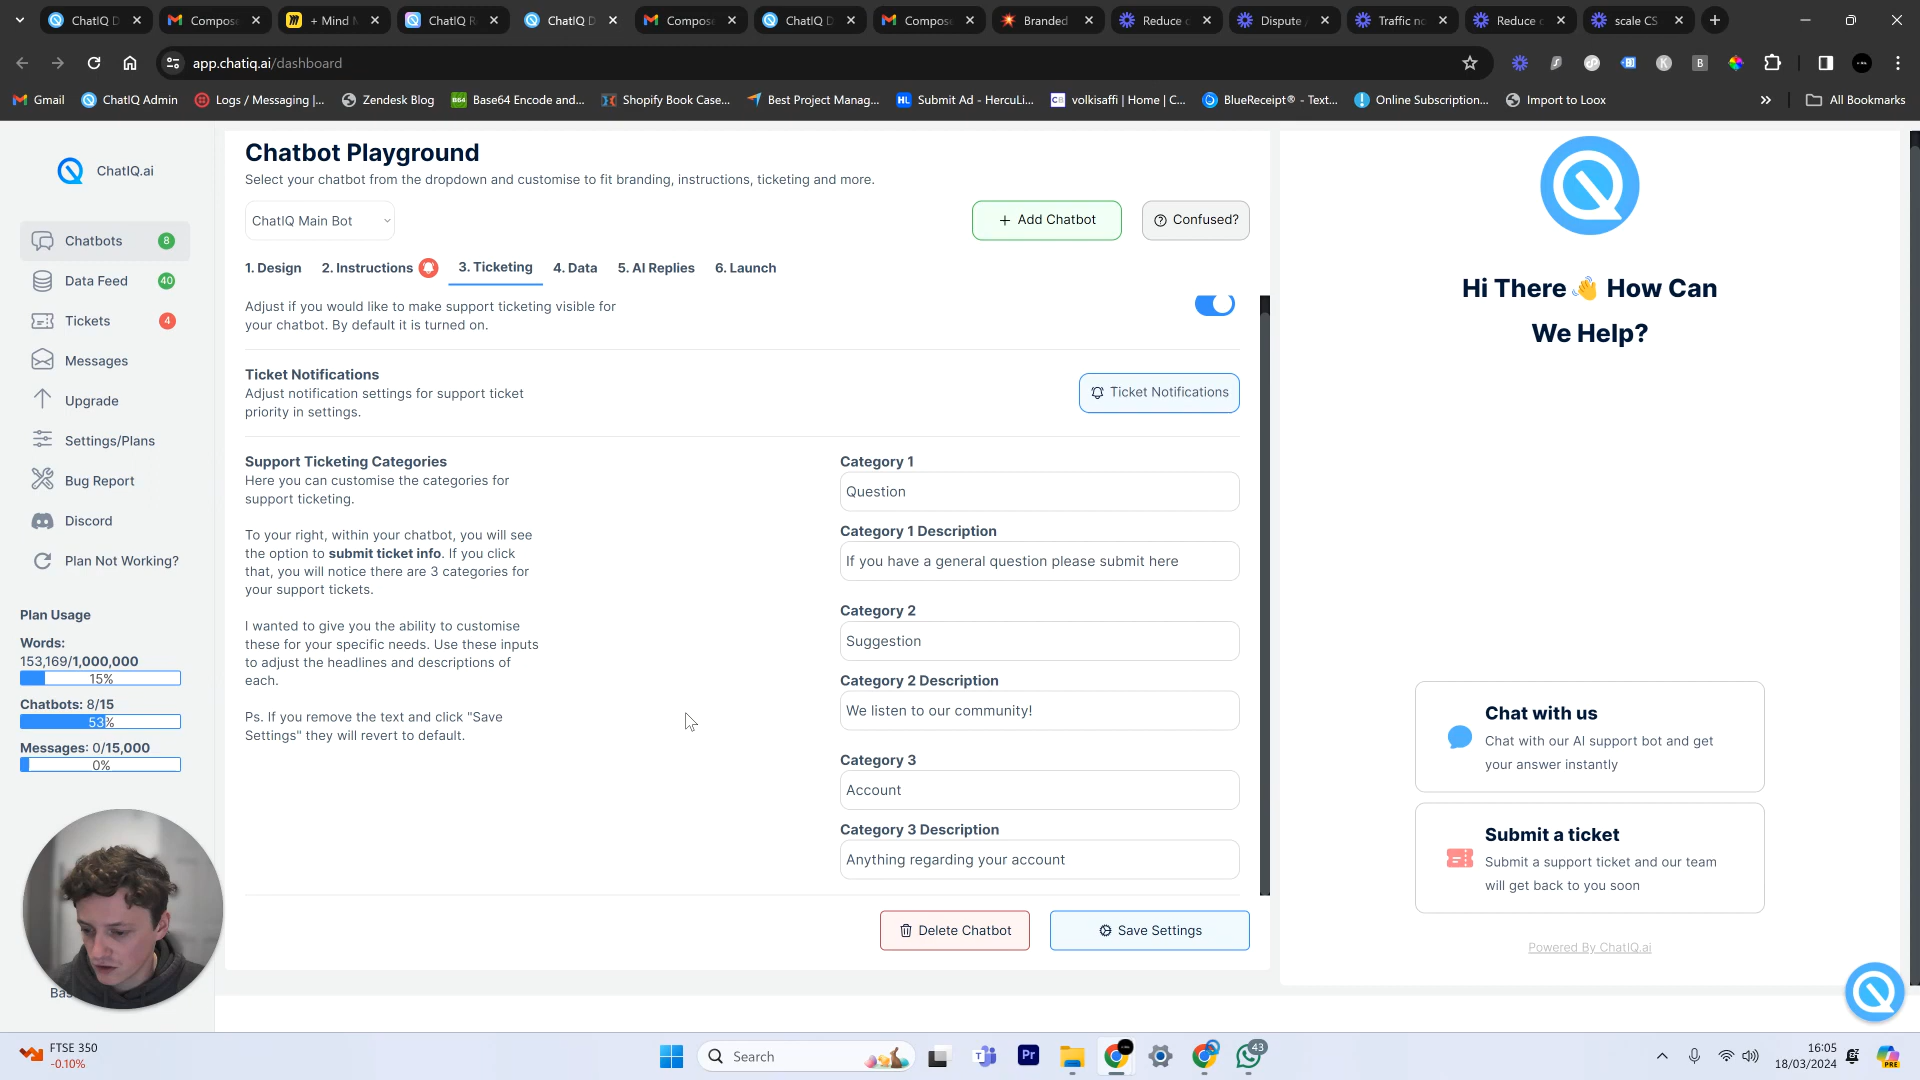 ChatIQ D
Compose
+ Mind M
ChatIQ R
ChatIQ D
Compose
ChatIQ D
Compose
Branded
Reduce c
Dispute /
Traffic no
Reduce c
scale CS
app.chatiq.ai/dashboard
Gmail
ChatIQ Admin
Logs / Messaging |...
Zendesk Blog
Base64 Encode and...
Shopify Book Case...
Best Project Manag...
Submit Ad - HercuLi...
volkisaffi | Home | C...
BlueReceipt® - Text...
Online Subscription...
Import to Loox
All Bookmarks
ChatIQ.ai
Chatbots 8
Data Feed 40
Tickets 4
Messages
Upgrade
Settings/Plans
Bug Report
Discord
Plan Not Working?
Plan Usage
Words:
153,169/1,000,000
15%
Chatbots: 8/15
53%
Messages: 0/15,000
0%
Chatbot Playground
Select your chatbot from the dropdown and customise to fit branding, instructions, ticketing and more.
ChatIQ Main Bot
+ Add Chatbot
Confused?
1. Design
2. Instructions
3. Ticketing
4. Data
5. AI Replies
6. Launch
Adjust if you would like to make support ticketing visible for
your chatbot. By default it is turned on.
Ticket Notifications
Adjust notification settings for support ticket
priority in settings.
Ticket Notifications
Support Ticketing Categories
Here you can customise the categories for
support ticketing.
To your right, within your chatbot, you will see
the option to submit ticket info. If you click
that, you will notice there are 3 categories for
your support tickets.
I wanted to give you the ability to customise
these for your specific needs. Use these inputs
to adjust the headlines and descriptions of
each.
Ps. If you remove the text and click "Save
Settings" they will revert to default.
Category 1
Question
Category 1 Description
If you have a general question please submit here
Category 2
Suggestion
Category 2 Description
We listen to our community!
Category 3
Account
Category 3 Description
Anything regarding your account
Delete Chatbot
Save Settings
Hi There 👋 How Can
We Help?
Chat with us
Chat with our AI support bot and get
your answer instantly
Submit a ticket
Submit a support ticket and our team
will get back to you soon
Powered By ChatIQ.ai
FTSE 350
-0.10%
Search
Pr
43
16:05
18/03/2024
PRE